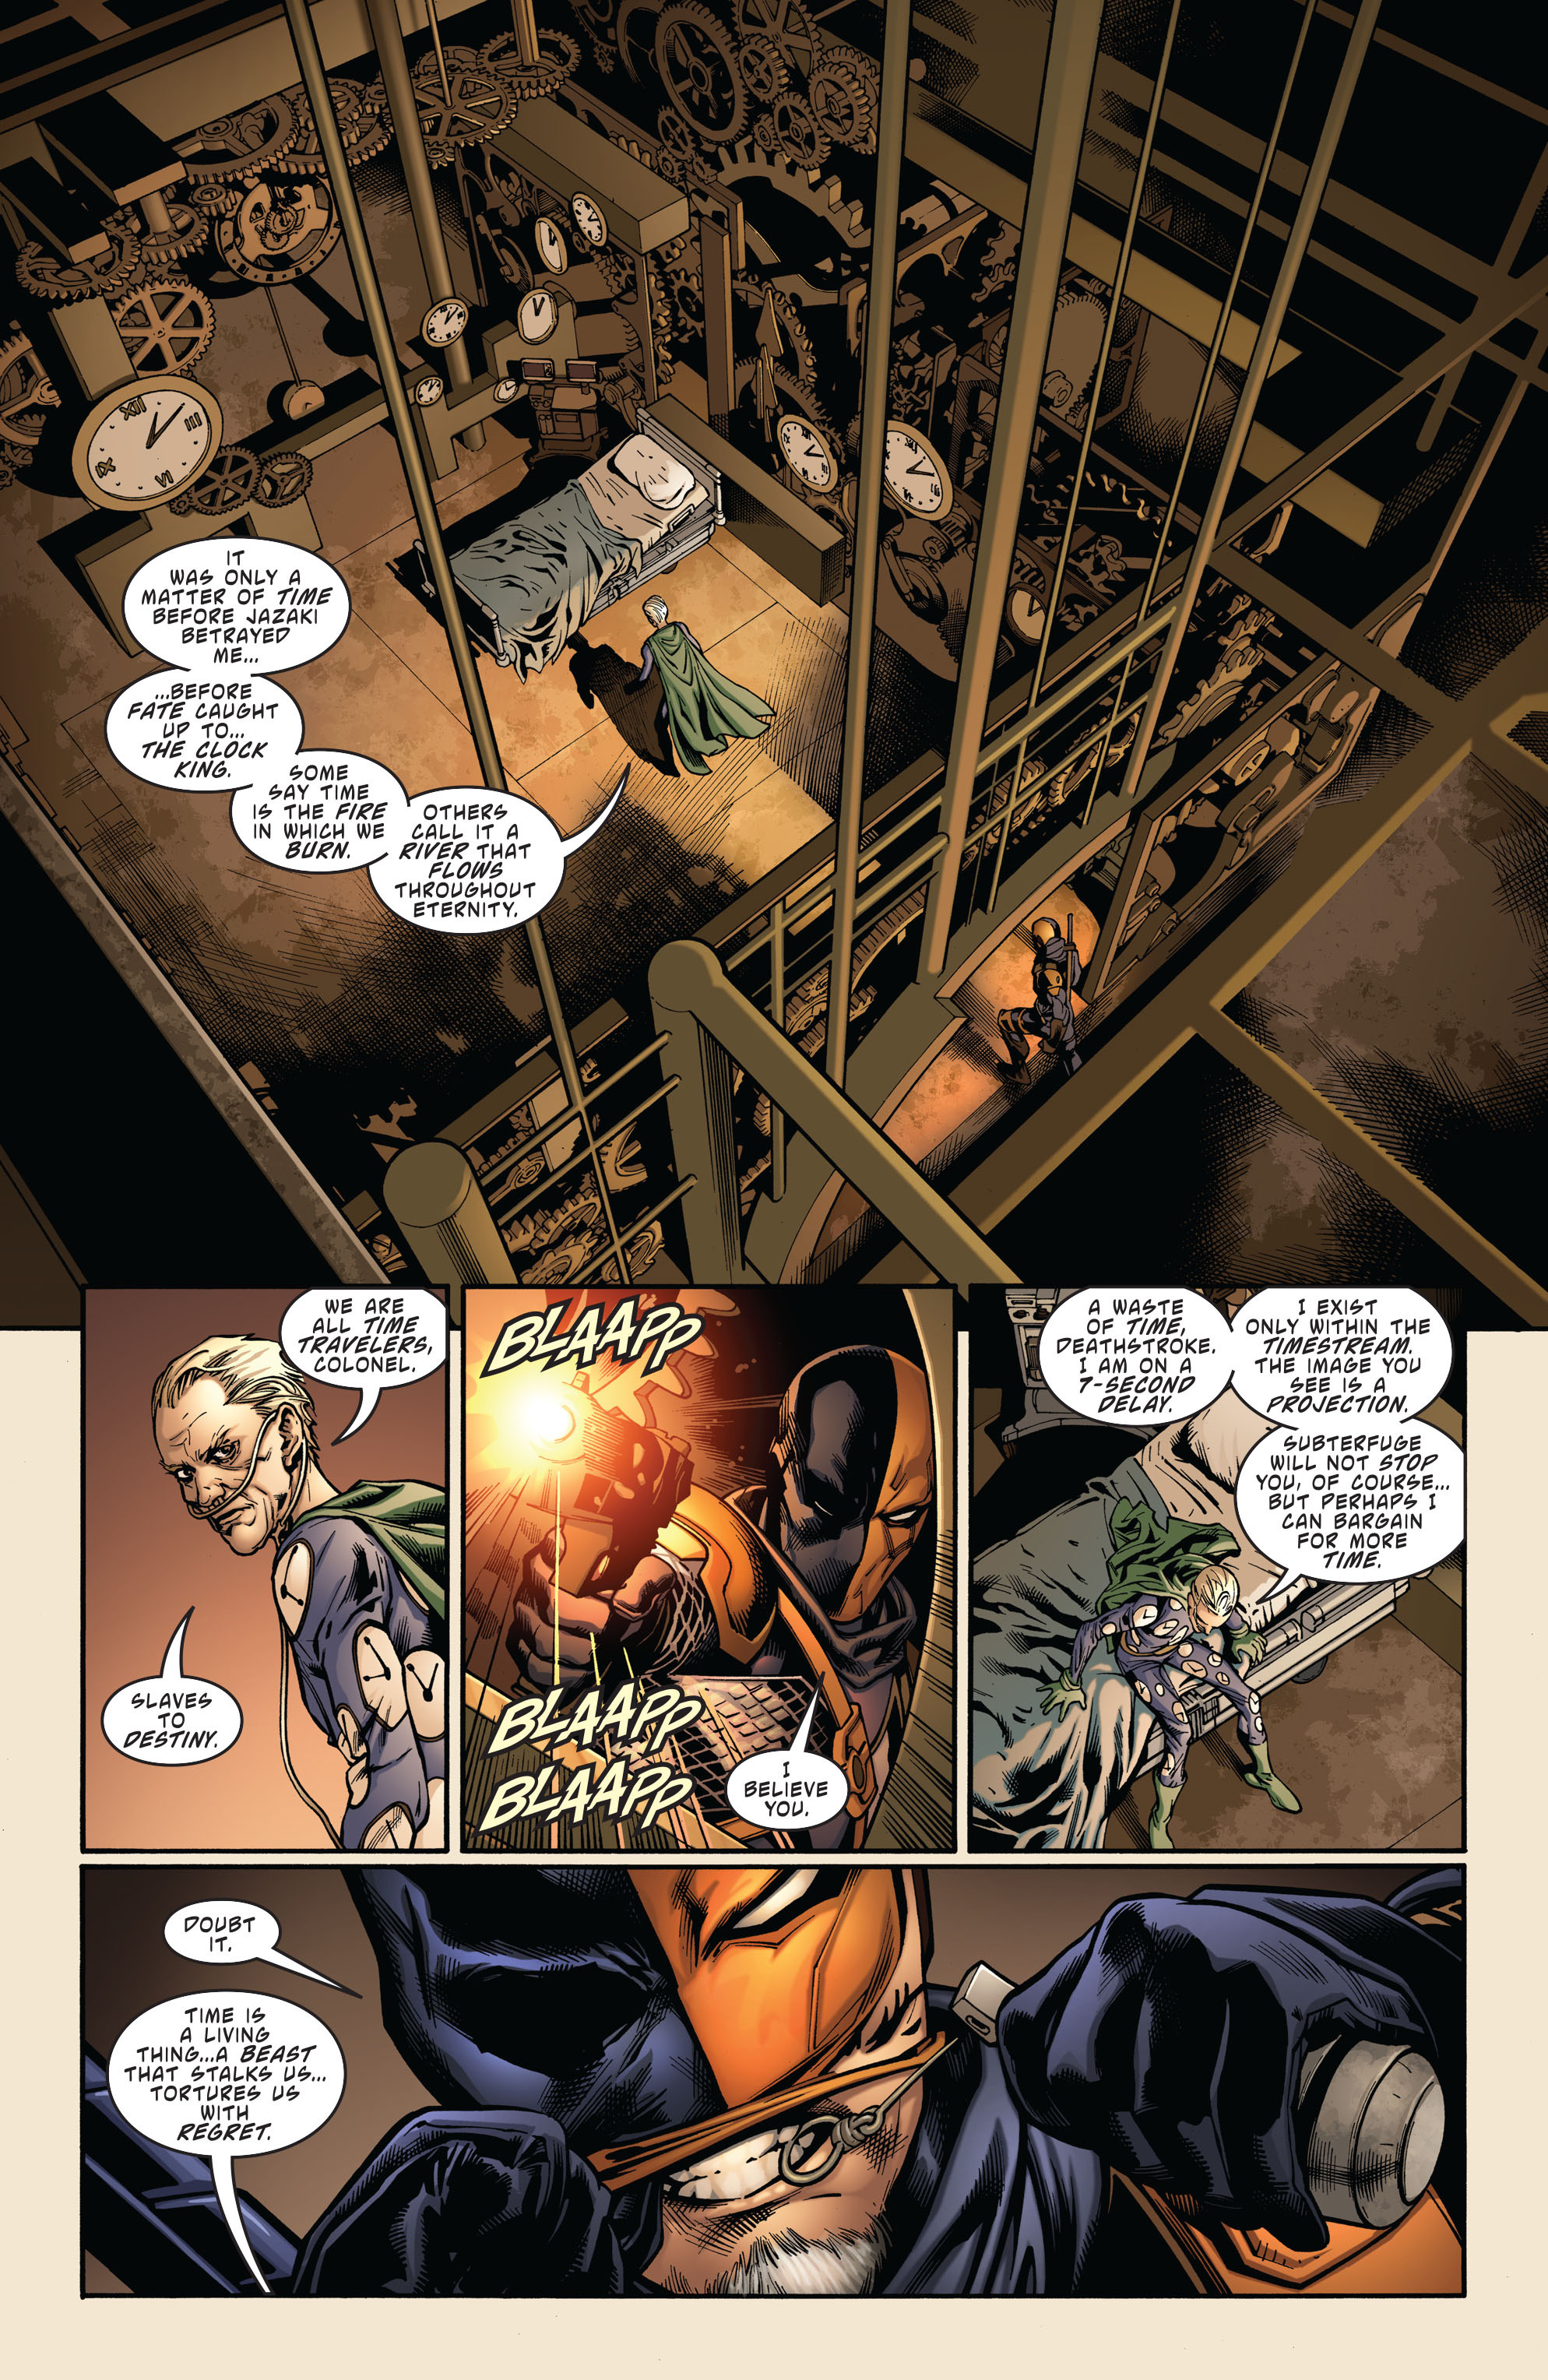 IT
WAS ONLY A
MATTER OF TIME
BEFORE JAZAKI
BETRAYED
ME...
...BEFORE
FATE CAUGHT
UP TO...
THE CLOCK
KING.
SOME
SAY TIME
IS THE FIRE
IN WHICH WE
BURN.
OTHERS
CALL IT A
RIVER THAT
FLOWS
THROUGHOUT
ETERNITY.
XII
III
VI
IX
WE ARE
ALL TIME
TRAVELERS,
COLONEL.
SLAVES
TO
DESTINY.
BLAAPP
BLAAPP
BLAAPP
I
BELIEVE
YOU.
A WASTE
OF TIME,
DEATHSTROKE.
I AM ON A
7-SECOND
DELAY.
I EXIST
ONLY WITHIN THE
TIMESTREAM.
THE IMAGE YOU
SEE IS A
PROJECTION.
SUBTERFUGE
WILL NOT STOP
YOU, OF COURSE...
BUT PERHAPS I
CAN BARGAIN
FOR MORE
TIME.
DOUBT
IT.
TIME IS
A LIVING
THING...A BEAST
THAT STALKS US...
TORTURES US
WITH
REGRET.